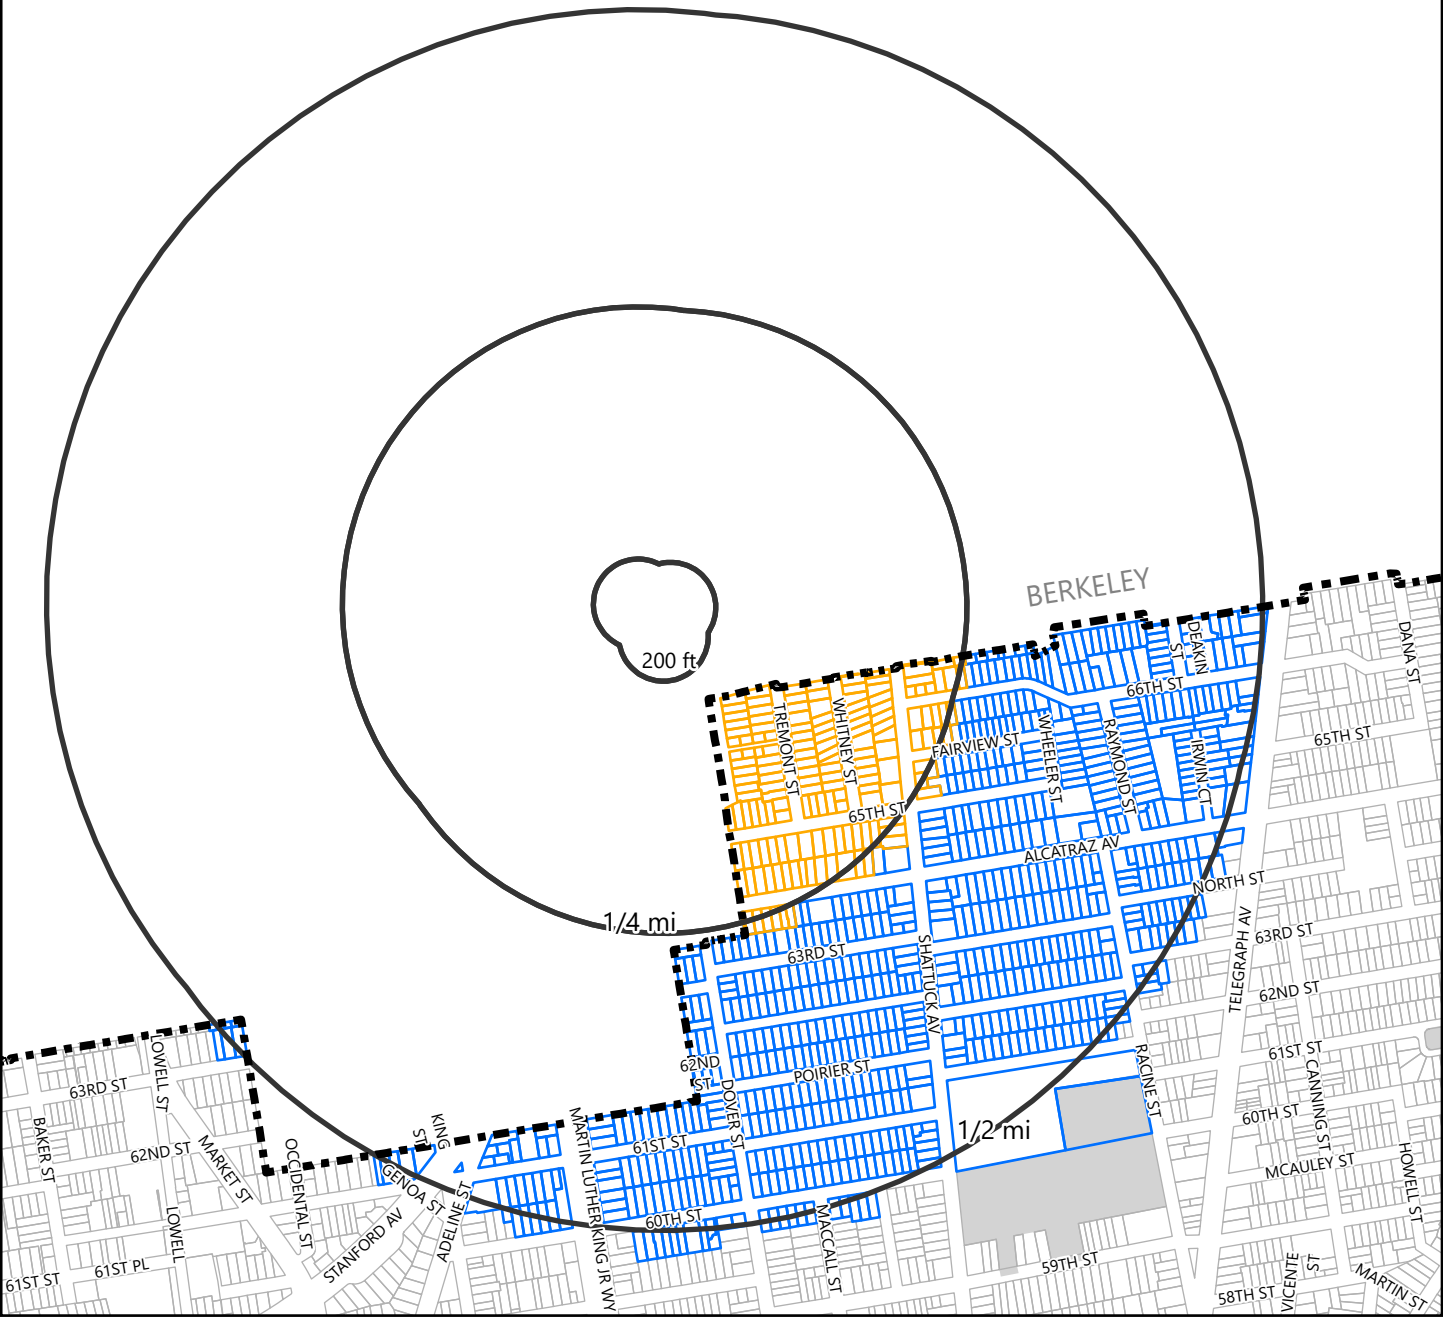 BERKELEY
200 ft
DEAKIN
ST
DANA ST
66TH ST
TREMONT ST
WHITNEY ST
WHEELER ST
RAYMOND ST
IRWIN CT
65TH ST
FAIRVIEW ST
65TH ST
ALCATRAZ AV
NORTH ST
1/4 mi
63RD ST
SHATTUCK AV
TELEGRAPH AV
63RD ST
62ND ST
LOWELL ST
63RD ST
62ND
ST
POIRIER ST
DOVER ST
RACINE ST
61ST ST
CANNING ST
60TH ST
1/2 mi
BAKER ST
62ND ST
MARKET ST
OCCIDENTAL ST
KING
ST
GENOA ST
ADELINE ST
MARTIN LUTHER KING JR WY
61ST ST
MCAULEY ST
HOWELL ST
LOWELL
STANFORD AV
60TH ST
MACCALL ST
59TH ST
61ST ST
61ST PL
58TH ST
VICENTE
ST
MARTIN ST